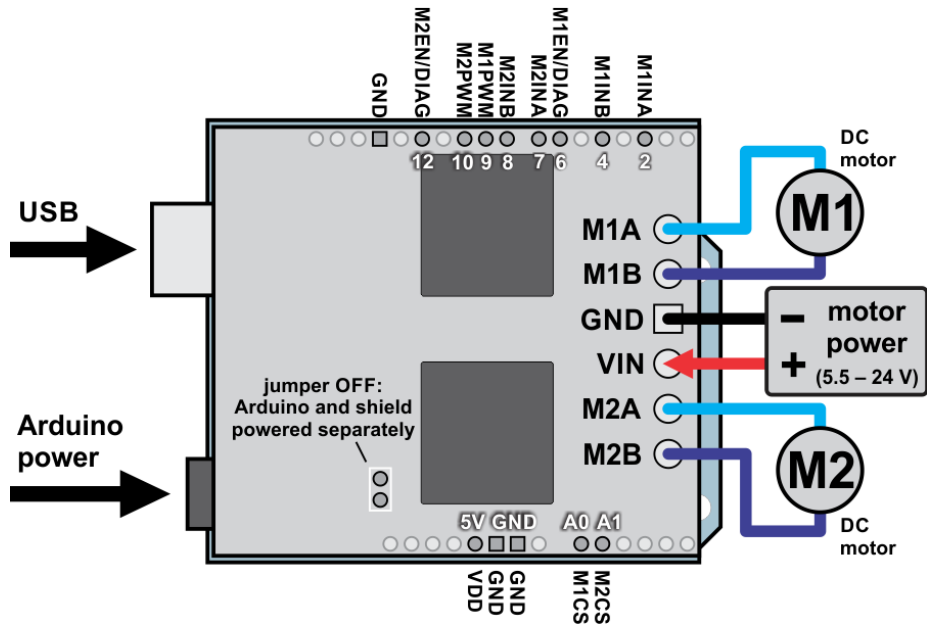 GND
M2EN/DIAG
M2PWM
M1PWM
M2INB
M2INA
M1EN/DIAG
M1INB
M1INA
12
10
9
8
7
6
4
2
DC
motor
USB
M1A
M1
M1B
GND
– motor
power
VIN
+
(5.5 – 24 V)
jumper OFF:
Arduino and shield
powered separately
M2A
Arduino
power
M2B
M2
5V GND A0 A1
DC
motor
VDD
GND
GND
M1CS
M2CS